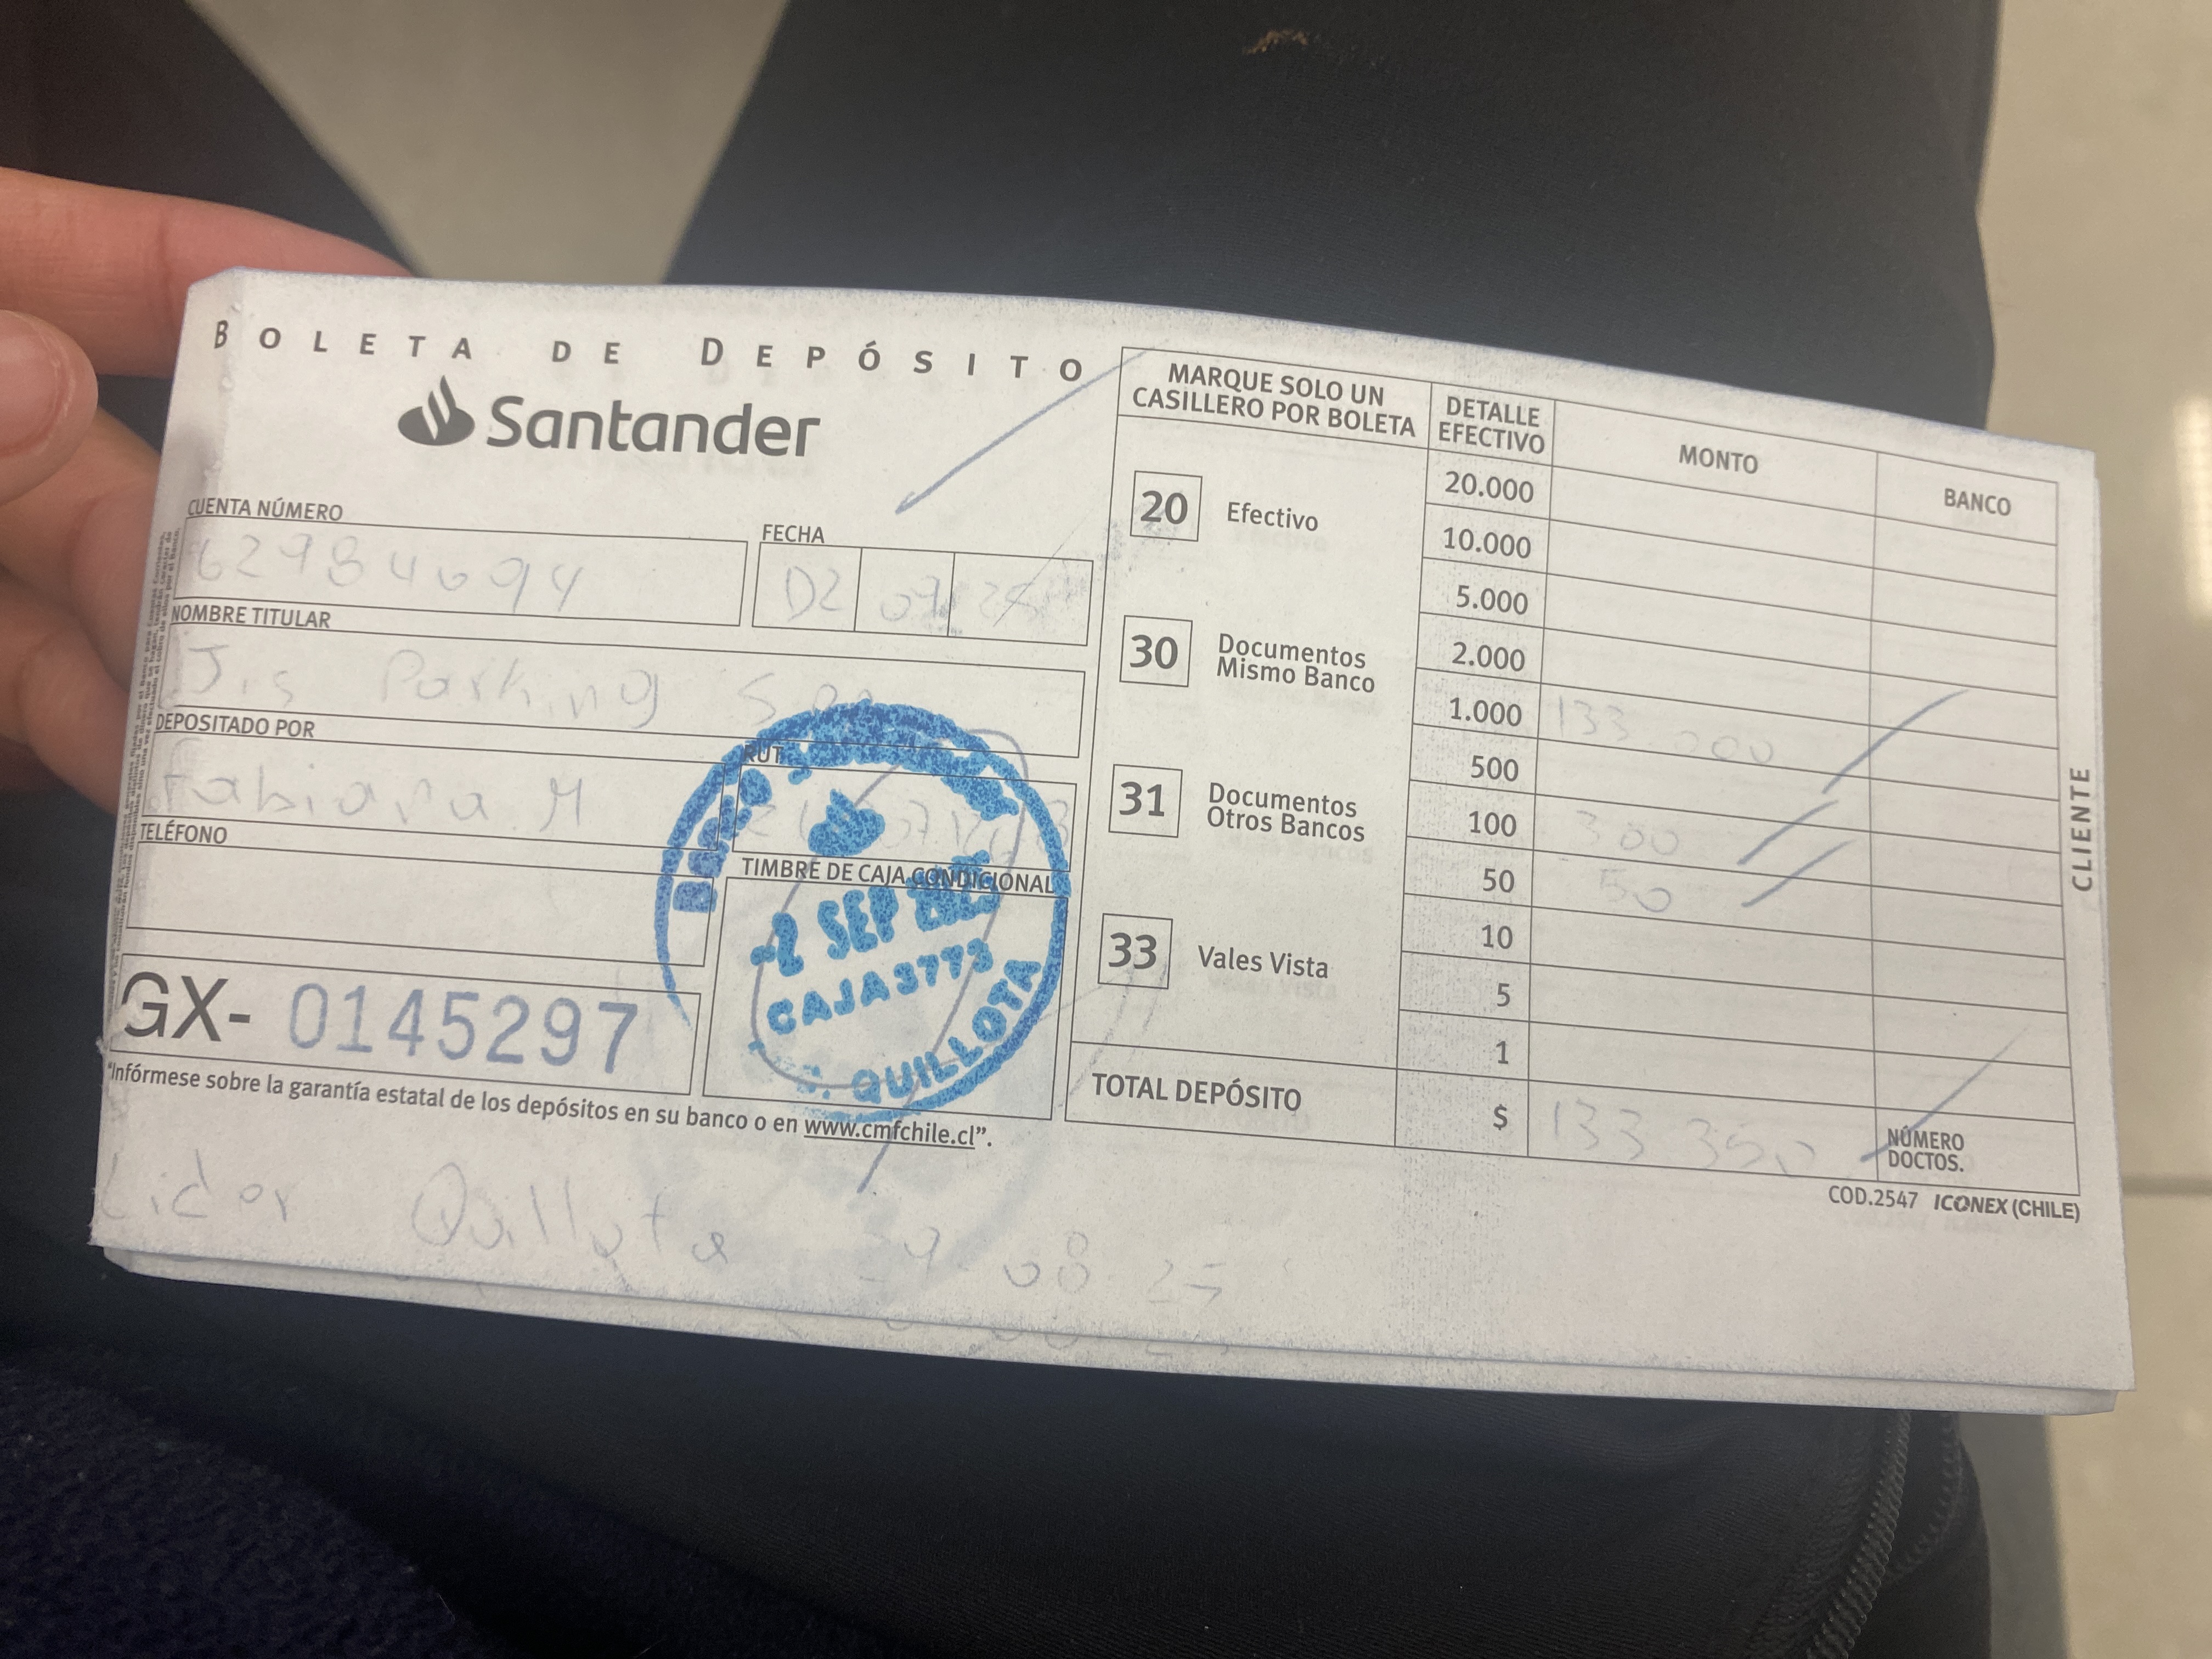 BOLETA DE DEPÓSITO
Santander
CUENTA NÚMERO
62984694
FECHA
02 07 25
NOMBRE TITULAR
Jis Parking Spa
DEPOSITADO POR
Fabiana M
RUT
TELÉFONO
TIMBRE DE CAJA CONDICIONAL
-2 SEP
CAJA 3773
QUILLOTA
GX- 0145297
"Infórmese sobre la garantía estatal de los depósitos en su banco o en www.cmfchile.cl".
Lider Quillota 29 08 25
MARQUE SOLO UN
CASILLERO POR BOLETA
20 Efectivo
30 Documentos
Mismo Banco
31 Documentos
Otros Bancos
33 Vales Vista
DETALLE
EFECTIVO
MONTO
BANCO
20.000
10.000
5.000
2.000
1.000 133 000
500
100 300
50 50
10
5
1
TOTAL DEPÓSITO $ 133 350
NÚMERO
DOCTOS.
COD.2547 ICONEX (CHILE)
CLIENTE